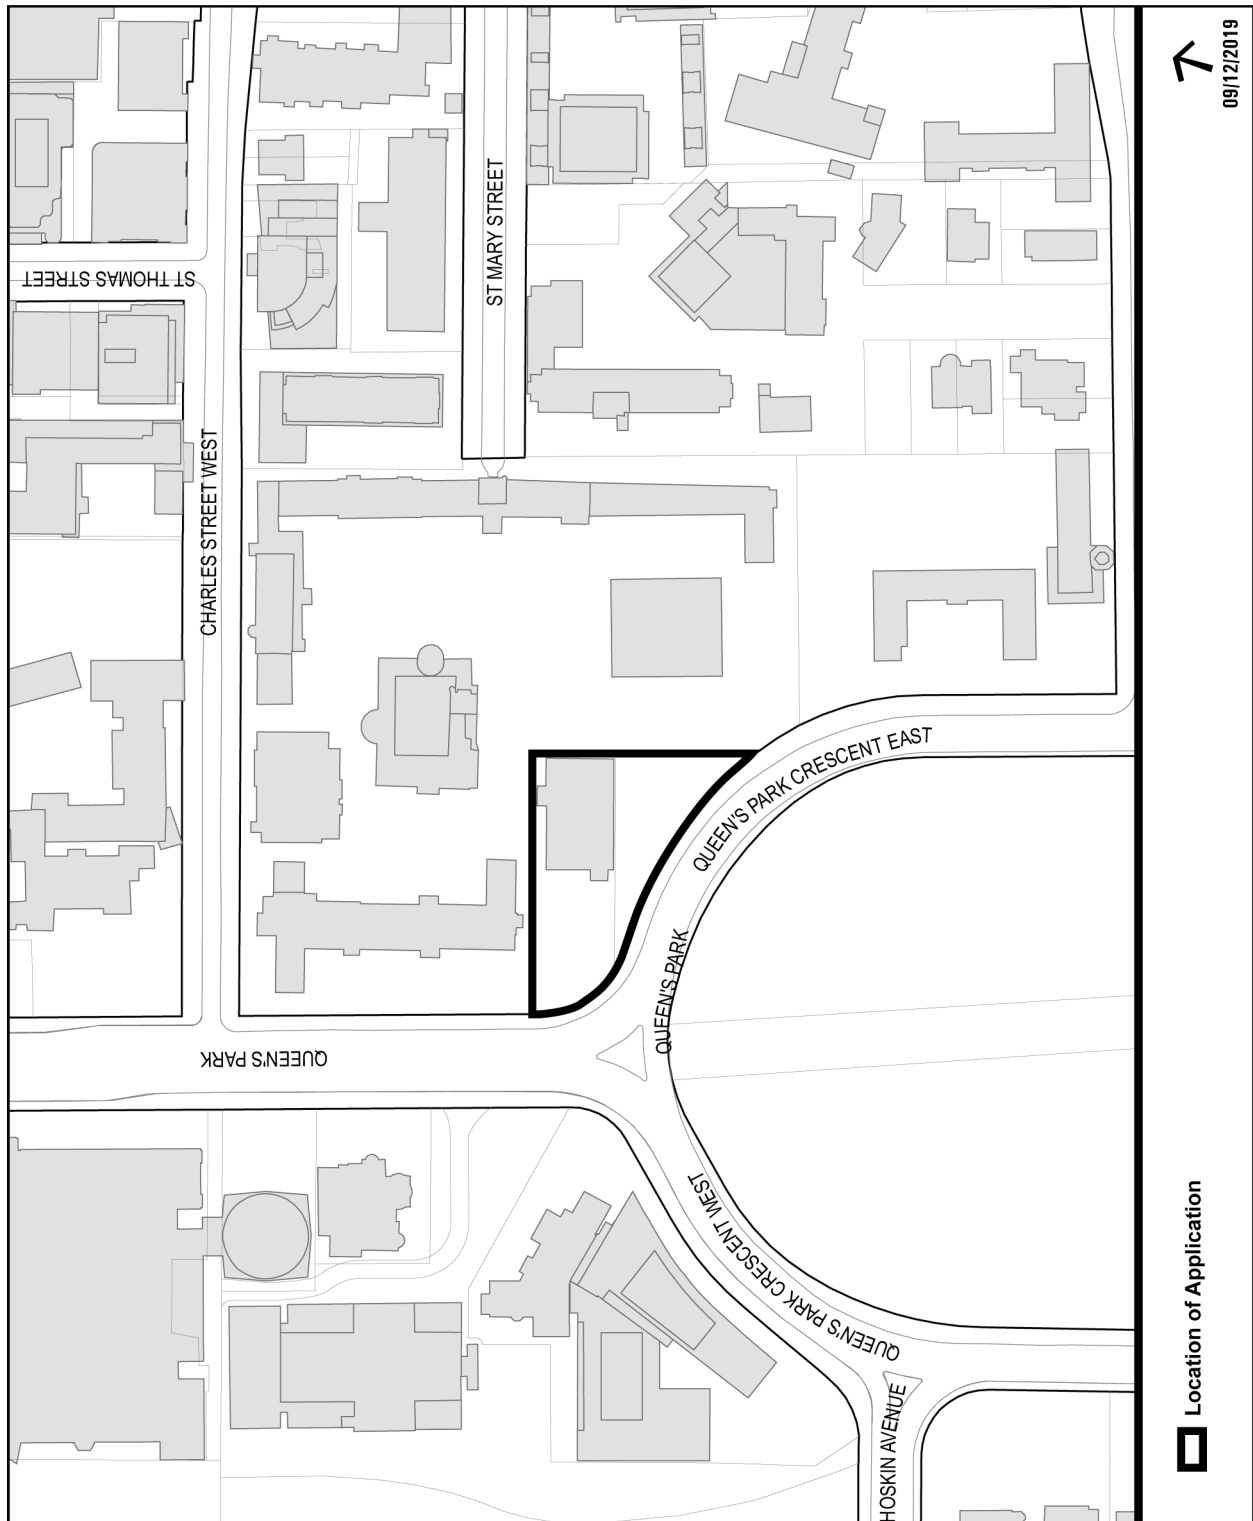 ST THOMAS STREET
CHARLES STREET WEST
ST MARY STREET
QUEEN'S PARK
QUEEN'S PARK
QUEEN'S PARK CRESCENT EAST
QUEEN'S PARK CRESCENT WEST
HOSKIN AVENUE
Location of Application
09/12/2019